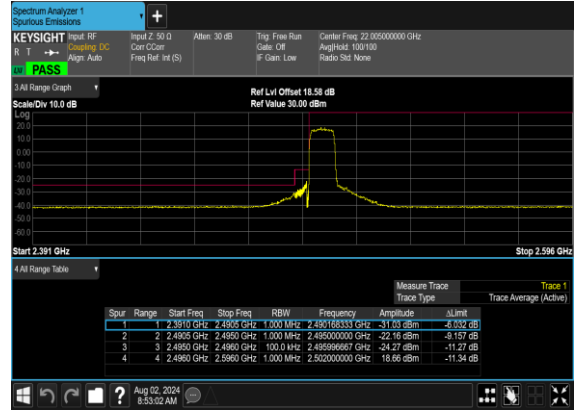 Spectrum Analyzer 1
Spurious Emissions
KEYSIGHT Input: RF Input Z: 50 Ω Atten: 30 dB Trig: Free Run Center Freq: 22.005000000 GHz
R T Coupling: DC Corr CCorr Gate: Off Avg|Hold: 100/100
Align: Auto Freq Ref: Int (S) IF Gain: Low Radio Std: None
PASS
3 All Range Graph
Ref Lvl Offset 18.58 dB
Scale/Div 10.0 dB Ref Value 30.00 dBm
Log
20.0
10.0
0.00
-10.0
-20.0
-30.0
-40.0
-50.0
-60.0
Start 2.391 GHz Stop 2.596 GHz
4 All Range Table
Measure Trace Trace 1
Trace Type Trace Average (Active)
Spur Range Start Freq Stop Freq RBW Frequency Amplitude ΔLimit
1 1 2.3910 GHz 2.4905 GHz 1.000 MHz 2.490168333 GHz -31.03 dBm -6.032 dB
2 2 2.4905 GHz 2.4950 GHz 1.000 MHz 2.495000000 GHz -22.16 dBm -9.157 dB
3 3 2.4950 GHz 2.4960 GHz 100.0 kHz 2.495996667 GHz -24.27 dBm -11.27 dB
4 4 2.4960 GHz 2.5960 GHz 1.000 MHz 2.502000000 GHz 18.66 dBm -11.34 dB
Aug 02, 2024
8:53:02 AM